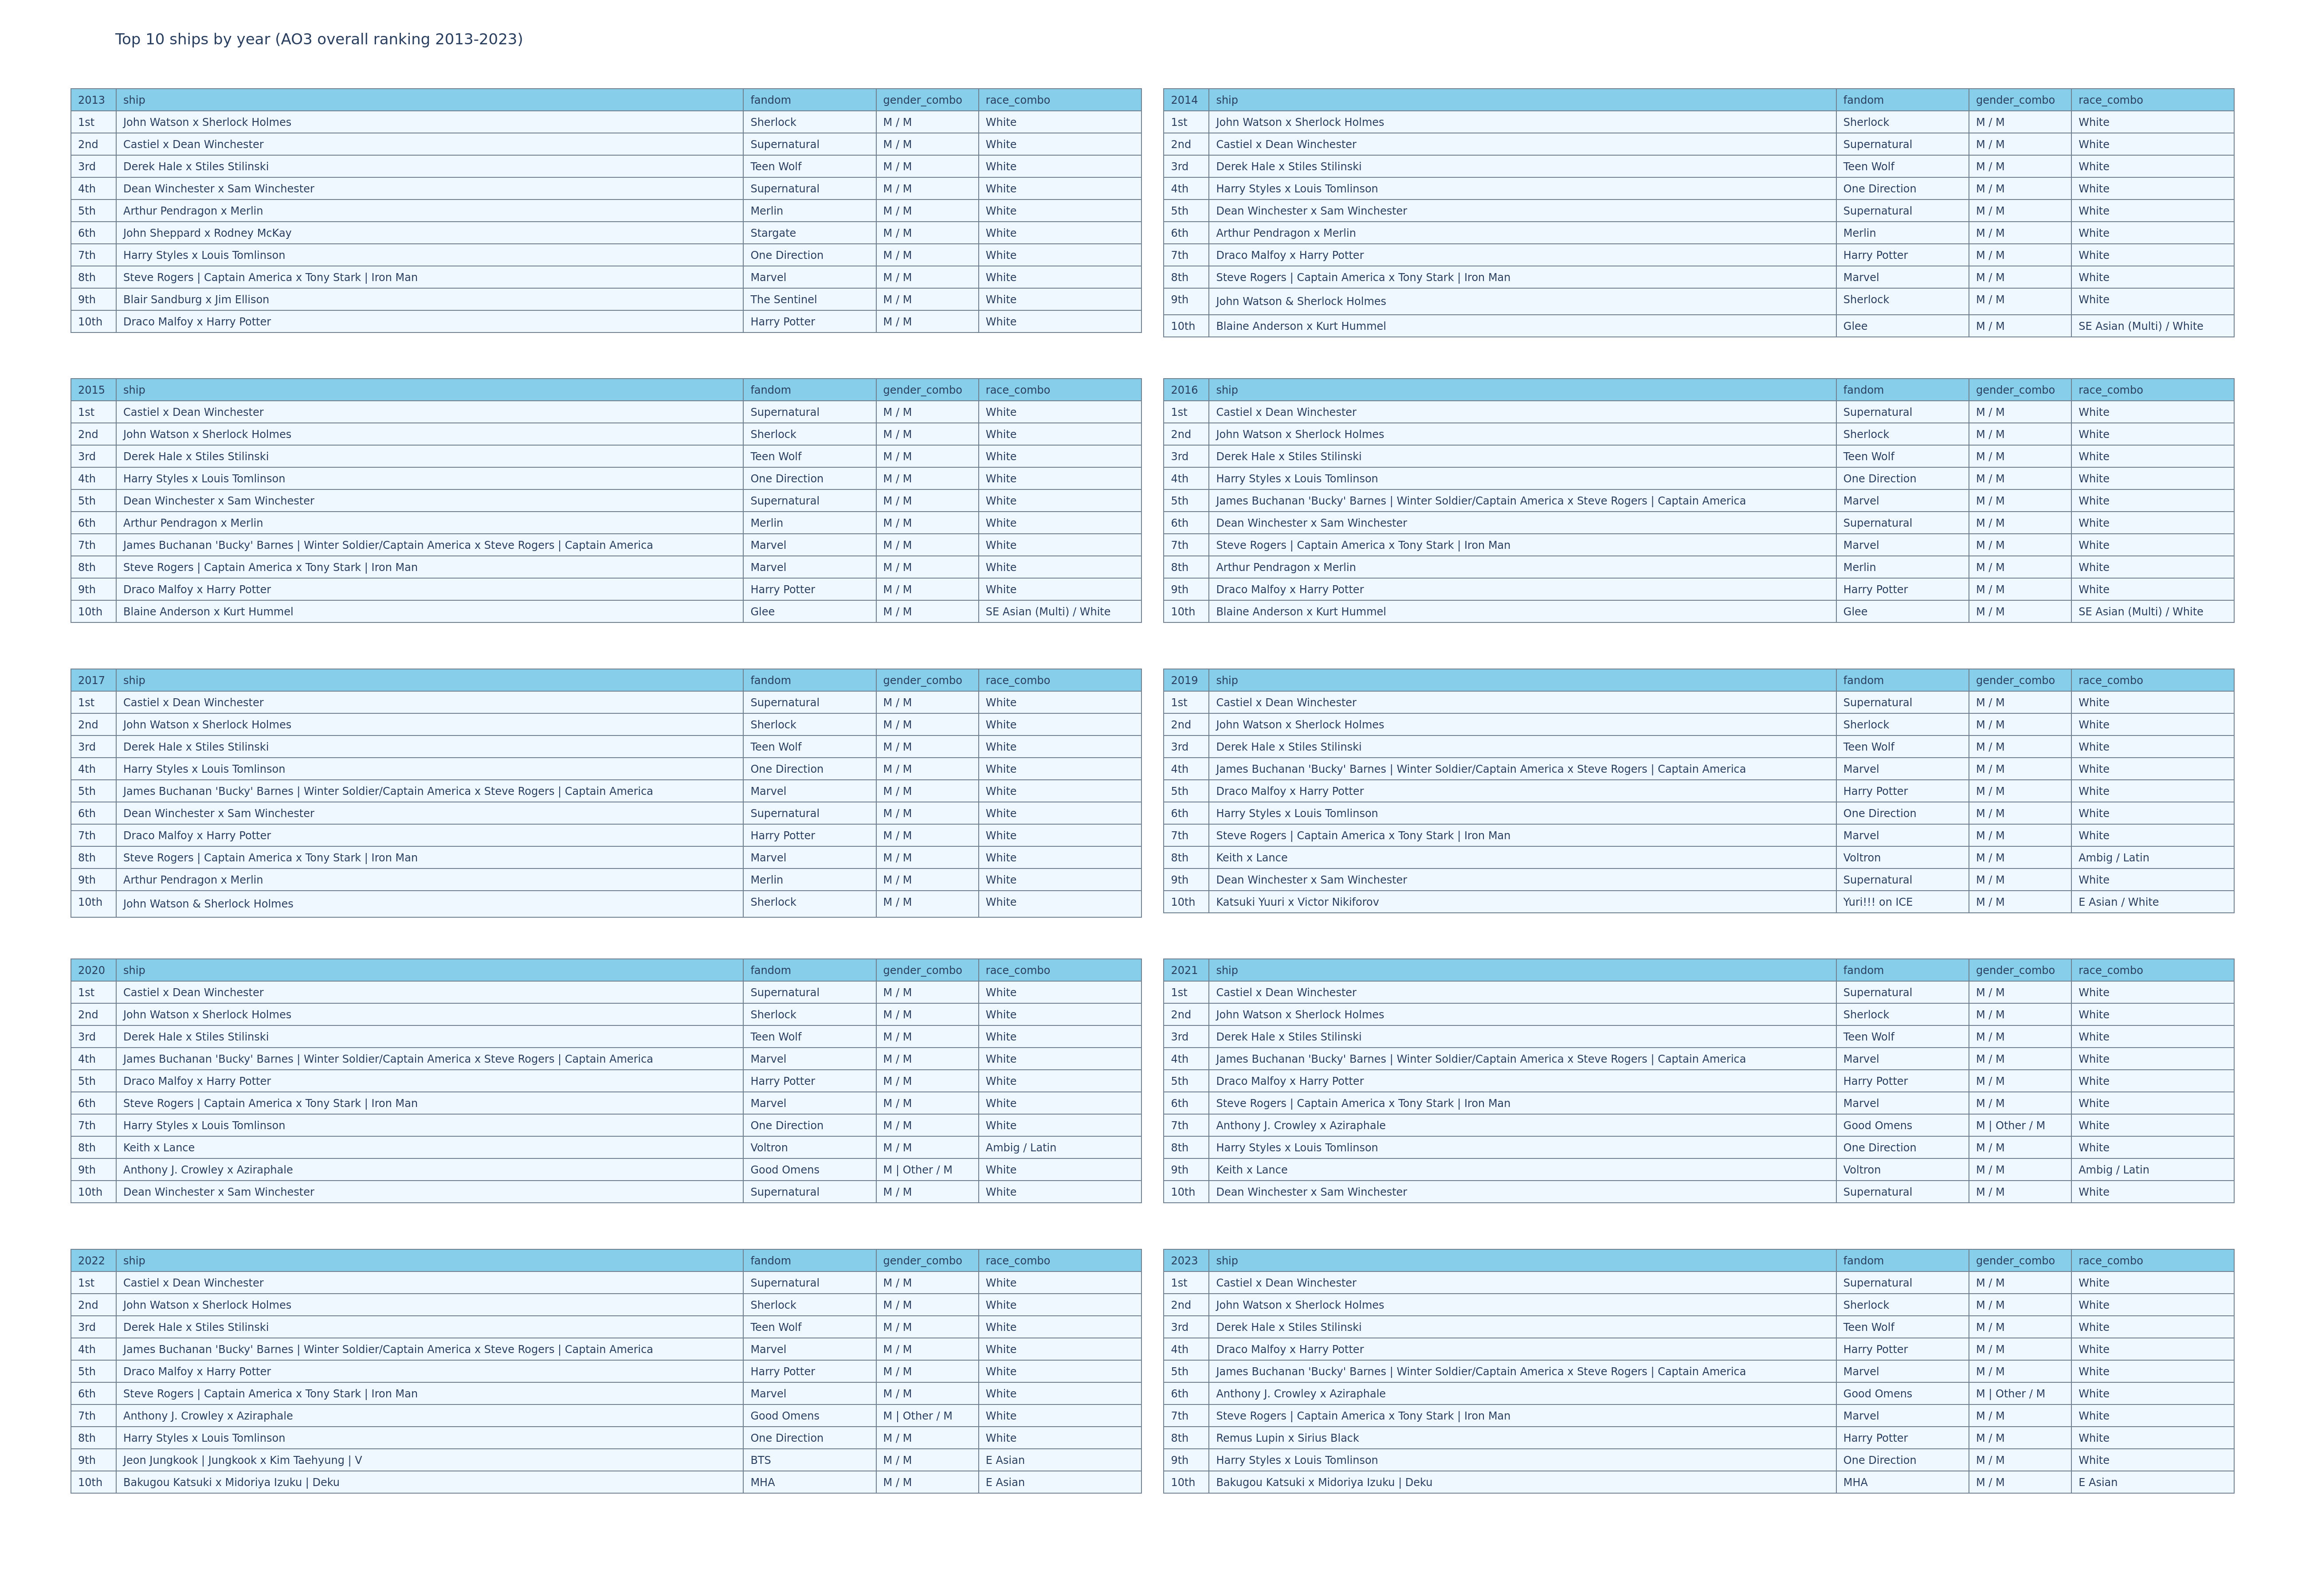 Top 10 ships by year (AO3 overall ranking 2013-2023)
2013 ship fandom gender_combo race_combo
1st John Watson x Sherlock Holmes Sherlock M / M White
2nd Castiel x Dean Winchester Supernatural M / M White
3rd Derek Hale x Stiles Stilinski Teen Wolf M / M White
4th Dean Winchester x Sam Winchester Supernatural M / M White
5th Arthur Pendragon x Merlin Merlin M / M White
6th John Sheppard x Rodney McKay Stargate M / M White
7th Harry Styles x Louis Tomlinson One Direction M / M White
8th Steve Rogers | Captain America x Tony Stark | Iron Man Marvel M / M White
9th Blair Sandburg x Jim Ellison The Sentinel M / M White
10th Draco Malfoy x Harry Potter Harry Potter M / M White
2014 ship fandom gender_combo race_combo
1st John Watson x Sherlock Holmes Sherlock M / M White
2nd Castiel x Dean Winchester Supernatural M / M White
3rd Derek Hale x Stiles Stilinski Teen Wolf M / M White
4th Harry Styles x Louis Tomlinson One Direction M / M White
5th Dean Winchester x Sam Winchester Supernatural M / M White
6th Arthur Pendragon x Merlin Merlin M / M White
7th Draco Malfoy x Harry Potter Harry Potter M / M White
8th Steve Rogers | Captain America x Tony Stark | Iron Man Marvel M / M White
9th John Watson & Sherlock Holmes Sherlock M / M White
10th Blaine Anderson x Kurt Hummel Glee M / M SE Asian (Multi) / White
2015 ship fandom gender_combo race_combo
1st Castiel x Dean Winchester Supernatural M / M White
2nd John Watson x Sherlock Holmes Sherlock M / M White
3rd Derek Hale x Stiles Stilinski Teen Wolf M / M White
4th Harry Styles x Louis Tomlinson One Direction M / M White
5th Dean Winchester x Sam Winchester Supernatural M / M White
6th Arthur Pendragon x Merlin Merlin M / M White
7th James Buchanan 'Bucky' Barnes | Winter Soldier/Captain America x Steve Rogers | Captain America Marvel M / M White
8th Steve Rogers | Captain America x Tony Stark | Iron Man Marvel M / M White
9th Draco Malfoy x Harry Potter Harry Potter M / M White
10th Blaine Anderson x Kurt Hummel Glee M / M SE Asian (Multi) / White
2016 ship fandom gender_combo race_combo
1st Castiel x Dean Winchester Supernatural M / M White
2nd John Watson x Sherlock Holmes Sherlock M / M White
3rd Derek Hale x Stiles Stilinski Teen Wolf M / M White
4th Harry Styles x Louis Tomlinson One Direction M / M White
5th James Buchanan 'Bucky' Barnes | Winter Soldier/Captain America x Steve Rogers | Captain America Marvel M / M White
6th Dean Winchester x Sam Winchester Supernatural M / M White
7th Steve Rogers | Captain America x Tony Stark | Iron Man Marvel M / M White
8th Arthur Pendragon x Merlin Merlin M / M White
9th Draco Malfoy x Harry Potter Harry Potter M / M White
10th Blaine Anderson x Kurt Hummel Glee M / M SE Asian (Multi) / White
2017 ship fandom gender_combo race_combo
1st Castiel x Dean Winchester Supernatural M / M White
2nd John Watson x Sherlock Holmes Sherlock M / M White
3rd Derek Hale x Stiles Stilinski Teen Wolf M / M White
4th Harry Styles x Louis Tomlinson One Direction M / M White
5th James Buchanan 'Bucky' Barnes | Winter Soldier/Captain America x Steve Rogers | Captain America Marvel M / M White
6th Dean Winchester x Sam Winchester Supernatural M / M White
7th Draco Malfoy x Harry Potter Harry Potter M / M White
8th Steve Rogers | Captain America x Tony Stark | Iron Man Marvel M / M White
9th Arthur Pendragon x Merlin Merlin M / M White
10th John Watson & Sherlock Holmes Sherlock M / M White
2019 ship fandom gender_combo race_combo
1st Castiel x Dean Winchester Supernatural M / M White
2nd John Watson x Sherlock Holmes Sherlock M / M White
3rd Derek Hale x Stiles Stilinski Teen Wolf M / M White
4th James Buchanan 'Bucky' Barnes | Winter Soldier/Captain America x Steve Rogers | Captain America Marvel M / M White
5th Draco Malfoy x Harry Potter Harry Potter M / M White
6th Harry Styles x Louis Tomlinson One Direction M / M White
7th Steve Rogers | Captain America x Tony Stark | Iron Man Marvel M / M White
8th Keith x Lance Voltron M / M Ambig / Latin
9th Dean Winchester x Sam Winchester Supernatural M / M White
10th Katsuki Yuuri x Victor Nikiforov Yuri!!! on ICE M / M E Asian / White
2020 ship fandom gender_combo race_combo
1st Castiel x Dean Winchester Supernatural M / M White
2nd John Watson x Sherlock Holmes Sherlock M / M White
3rd Derek Hale x Stiles Stilinski Teen Wolf M / M White
4th James Buchanan 'Bucky' Barnes | Winter Soldier/Captain America x Steve Rogers | Captain America Marvel M / M White
5th Draco Malfoy x Harry Potter Harry Potter M / M White
6th Steve Rogers | Captain America x Tony Stark | Iron Man Marvel M / M White
7th Harry Styles x Louis Tomlinson One Direction M / M White
8th Keith x Lance Voltron M / M Ambig / Latin
9th Anthony J. Crowley x Aziraphale Good Omens M | Other / M White
10th Dean Winchester x Sam Winchester Supernatural M / M White
2021 ship fandom gender_combo race_combo
1st Castiel x Dean Winchester Supernatural M / M White
2nd John Watson x Sherlock Holmes Sherlock M / M White
3rd Derek Hale x Stiles Stilinski Teen Wolf M / M White
4th James Buchanan 'Bucky' Barnes | Winter Soldier/Captain America x Steve Rogers | Captain America Marvel M / M White
5th Draco Malfoy x Harry Potter Harry Potter M / M White
6th Steve Rogers | Captain America x Tony Stark | Iron Man Marvel M / M White
7th Anthony J. Crowley x Aziraphale Good Omens M | Other / M White
8th Harry Styles x Louis Tomlinson One Direction M / M White
9th Keith x Lance Voltron M / M Ambig / Latin
10th Dean Winchester x Sam Winchester Supernatural M / M White
2022 ship fandom gender_combo race_combo
1st Castiel x Dean Winchester Supernatural M / M White
2nd John Watson x Sherlock Holmes Sherlock M / M White
3rd Derek Hale x Stiles Stilinski Teen Wolf M / M White
4th James Buchanan 'Bucky' Barnes | Winter Soldier/Captain America x Steve Rogers | Captain America Marvel M / M White
5th Draco Malfoy x Harry Potter Harry Potter M / M White
6th Steve Rogers | Captain America x Tony Stark | Iron Man Marvel M / M White
7th Anthony J. Crowley x Aziraphale Good Omens M | Other / M White
8th Harry Styles x Louis Tomlinson One Direction M / M White
9th Jeon Jungkook | Jungkook x Kim Taehyung | V BTS M / M E Asian
10th Bakugou Katsuki x Midoriya Izuku | Deku MHA M / M E Asian
2023 ship fandom gender_combo race_combo
1st Castiel x Dean Winchester Supernatural M / M White
2nd John Watson x Sherlock Holmes Sherlock M / M White
3rd Derek Hale x Stiles Stilinski Teen Wolf M / M White
4th Draco Malfoy x Harry Potter Harry Potter M / M White
5th James Buchanan 'Bucky' Barnes | Winter Soldier/Captain America x Steve Rogers | Captain America Marvel M / M White
6th Anthony J. Crowley x Aziraphale Good Omens M | Other / M White
7th Steve Rogers | Captain America x Tony Stark | Iron Man Marvel M / M White
8th Remus Lupin x Sirius Black Harry Potter M / M White
9th Harry Styles x Louis Tomlinson One Direction M / M White
10th Bakugou Katsuki x Midoriya Izuku | Deku MHA M / M E Asian